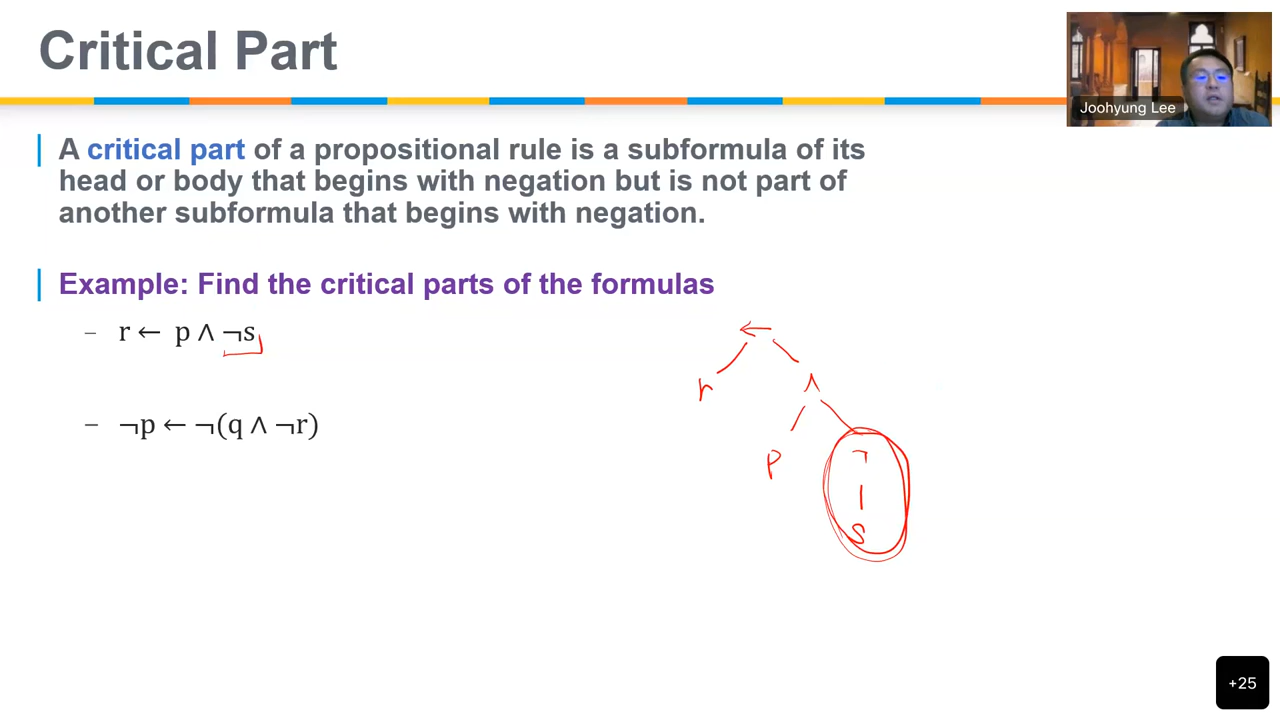 Critical Part
Joohyung Lee
A critical part of a propositional rule is a subformula of its
head or body that begins with negation but is not part of
another subformula that begins with negation.
Example: Find the critical parts of the formulas
– r ← p ∧ ¬s
– ¬p ← ¬(q ∧ ¬r)
←
r
∧
p
¬
s
+25